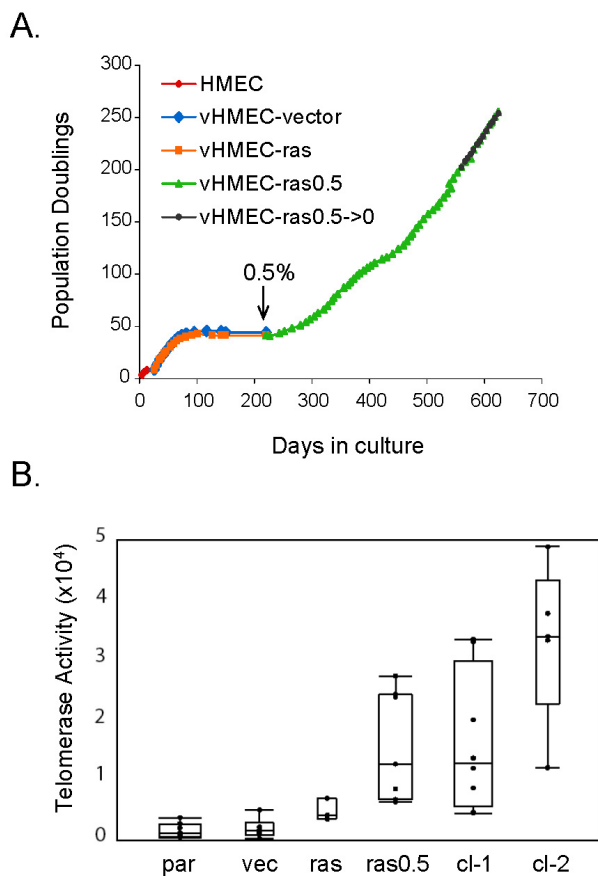 A.
HMEC
vHMEC-vector
vHMEC-ras
vHMEC-ras0.5
vHMEC-ras0.5->0
Population Doublings
300
250
200
150
100
50
0
0.5%
0 100 200 300 400 500 600 700
Days in culture
B.
Telomerase Activity (x10⁴)
5
4
3
2
1
0
par vec ras ras0.5 cl-1 cl-2